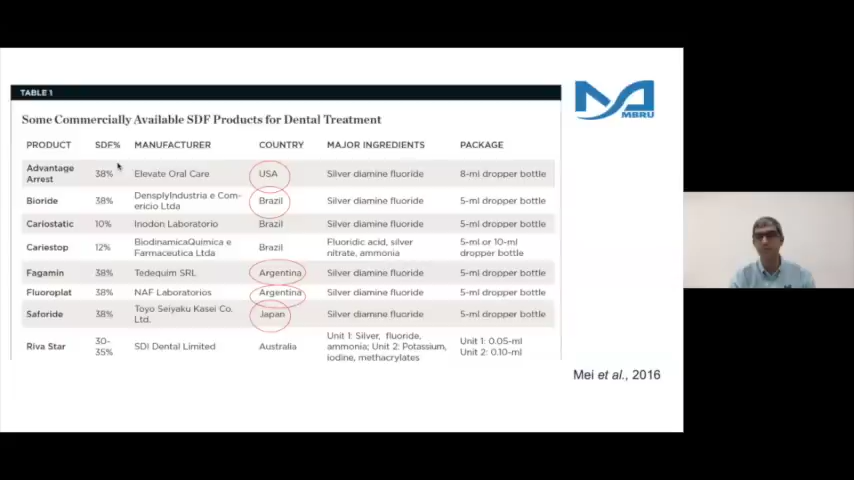 TABLE 1
Some Commercially Available SDF Products for Dental Treatment
PRODUCT SDF% MANUFACTURER COUNTRY MAJOR INGREDIENTS PACKAGE
Advantage
Arrest 38% Elevate Oral Care USA Silver diamine fluoride 8-ml dropper bottle
Bioride 38% DensplyIndustria e Com-
ericio Ltda Brazil Silver diamine fluoride 5-ml dropper bottle
Cariostatic 10% Inodon Laboratorio Brazil Silver diamine fluoride 5-ml dropper bottle
Cariestop 12% BiodinamicaQuimica e
Farmaceutica Ltda Brazil Fluoridic acid, silver
nitrate, ammonia 5-ml or 10-ml
dropper bottle
Fagamin 38% Tedequim SRL Argentina Silver diamine fluoride 5-ml dropper bottle
Fluoroplat 38% NAF Laboratorios Argentina Silver diamine fluoride 5-ml dropper bottle
Saforide 38% Toyo Seiyaku Kasei Co.
Ltd. Japan Silver diamine fluoride 5-ml dropper bottle
Riva Star 30-
35% SDI Dental Limited Australia Unit 1: Silver, fluoride,
ammonia; Unit 2: Potassium,
iodine, methacrylates Unit 1: 0.05-ml
Unit 2: 0.10-ml
MBRU
Mei et al., 2016